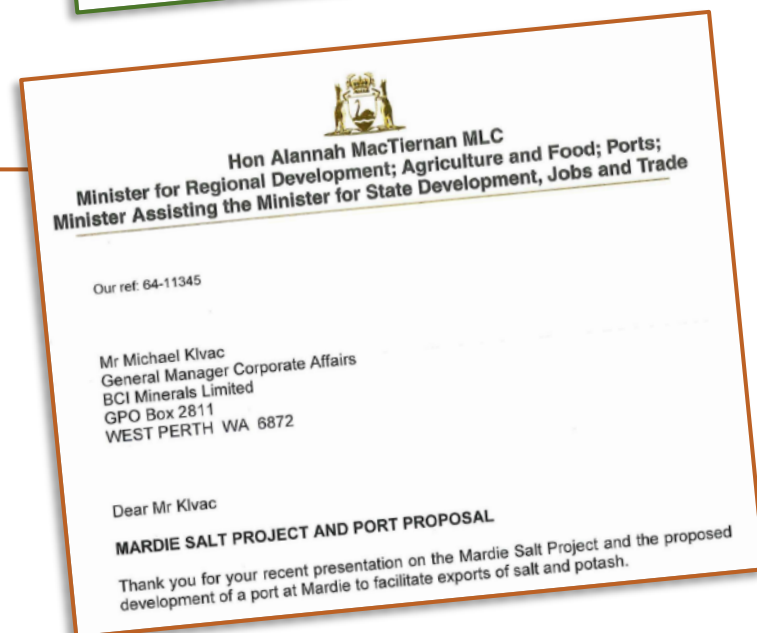 Hon Alannah MacTiernan MLC
Minister for Regional Development; Agriculture and Food; Ports;
Minister Assisting the Minister for State Development, Jobs and Trade
Our ref: 64-11345
Mr Michael Klvac
General Manager Corporate Affairs
BCI Minerals Limited
GPO Box 2811
WEST PERTH WA 6872
Dear Mr Klvac
MARDIE SALT PROJECT AND PORT PROPOSAL
Thank you for your recent presentation on the Mardie Salt Project and the proposed
development of a port at Mardie to facilitate exports of salt and potash.